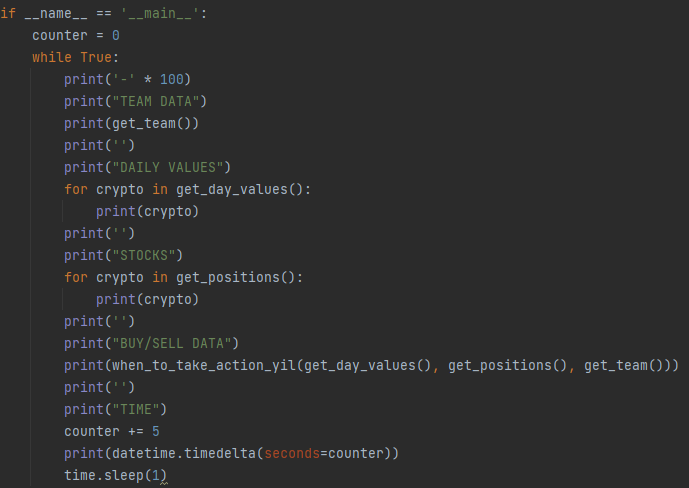 if __name__ == '__main__':
    counter = 0
    while True:
        print('-' * 100)
        print("TEAM DATA")
        print(get_team())
        print('')
        print("DAILY VALUES")
        for crypto in get_day_values():
            print(crypto)
        print('')
        print("STOCKS")
        for crypto in get_positions():
            print(crypto)
        print('')
        print("BUY/SELL DATA")
        print(when_to_take_action_yil(get_day_values(), get_positions(), get_team()))
        print('')
        print("TIME")
        counter += 5
        print(datetime.timedelta(seconds=counter))
        time.sleep(1)